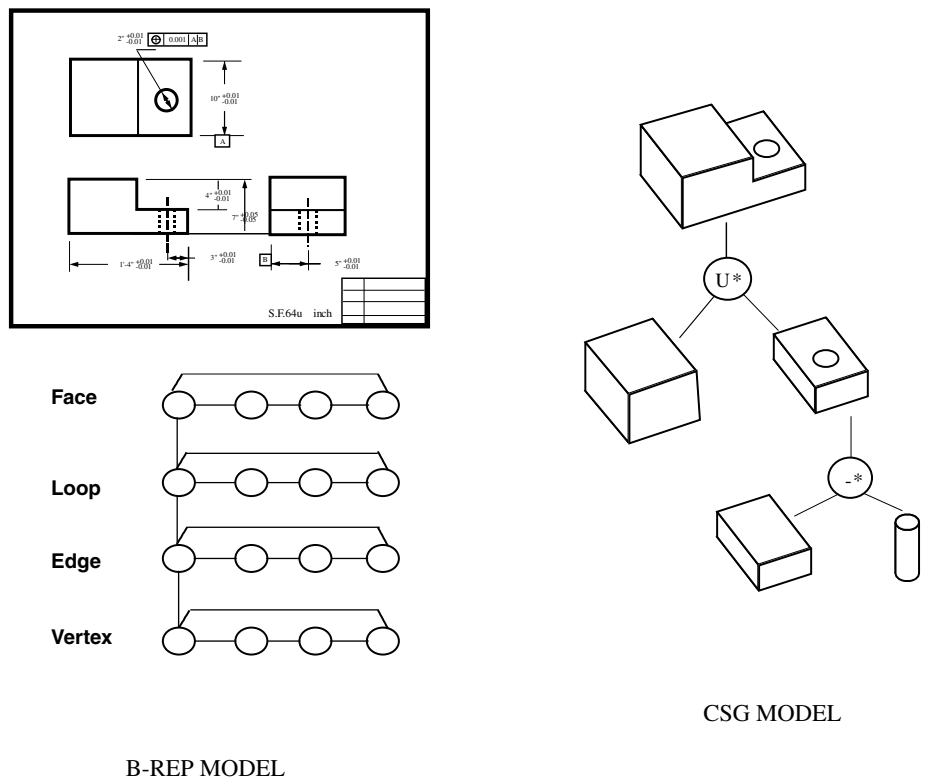 2" +0.01 -0.01 ⌖ 0.001 A B
10" +0.01 -0.01
A
4" +0.01 -0.01
7" +0.05 -0.05
1'-4" +0.01 -0.01
3" +0.01 -0.01
B
5" +0.01 -0.01
S.F.64u inch
Face
Loop
Edge
Vertex
B-REP MODEL
U*
-*
CSG MODEL